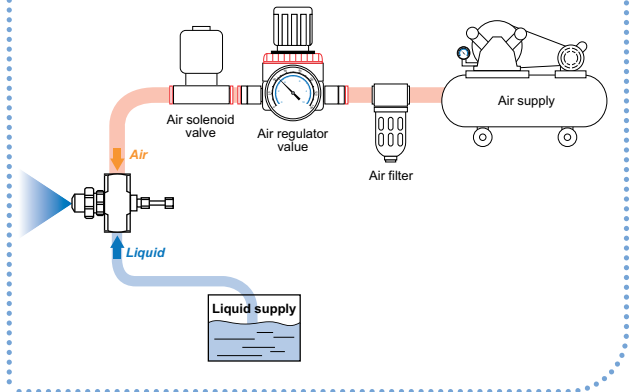 Air supply
Air solenoid
valve
Air regulator
value
Air filter
Air
Liquid
Liquid supply